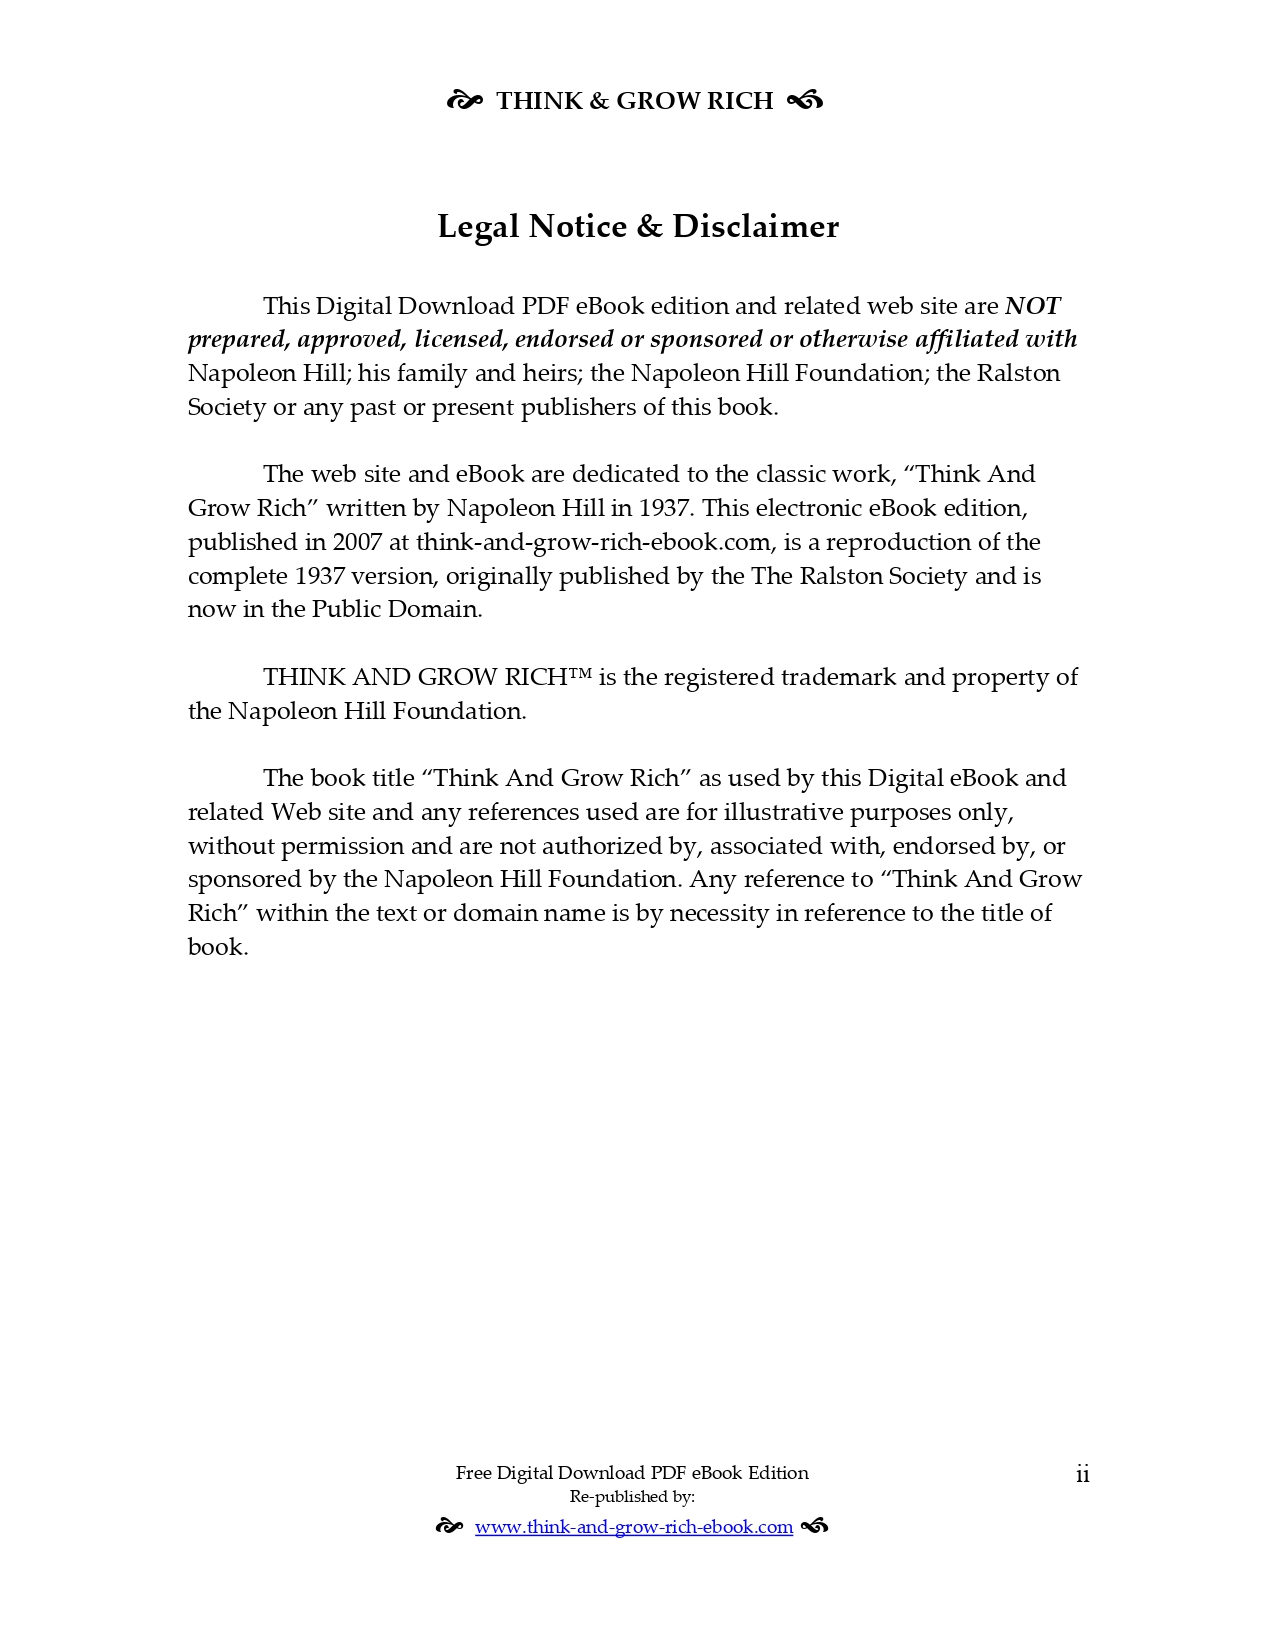 THINK & GROW RICH
Legal Notice & Disclaimer
This Digital Download PDF eBook edition and related web site are NOT
prepared, approved, licensed, endorsed or sponsored or otherwise affiliated with
Napoleon Hill; his family and heirs; the Napoleon Hill Foundation; the Ralston
Society or any past or present publishers of this book.
The web site and eBook are dedicated to the classic work, “Think And
Grow Rich” written by Napoleon Hill in 1937. This electronic eBook edition,
published in 2007 at think-and-grow-rich-ebook.com, is a reproduction of the
complete 1937 version, originally published by the The Ralston Society and is
now in the Public Domain.
THINK AND GROW RICH™ is the registered trademark and property of
the Napoleon Hill Foundation.
The book title “Think And Grow Rich” as used by this Digital eBook and
related Web site and any references used are for illustrative purposes only,
without permission and are not authorized by, associated with, endorsed by, or
sponsored by the Napoleon Hill Foundation. Any reference to “Think And Grow
Rich” within the text or domain name is by necessity in reference to the title of
book.
Free Digital Download PDF eBook Edition
ii
Re-published by:
www.think-and-grow-rich-ebook.com